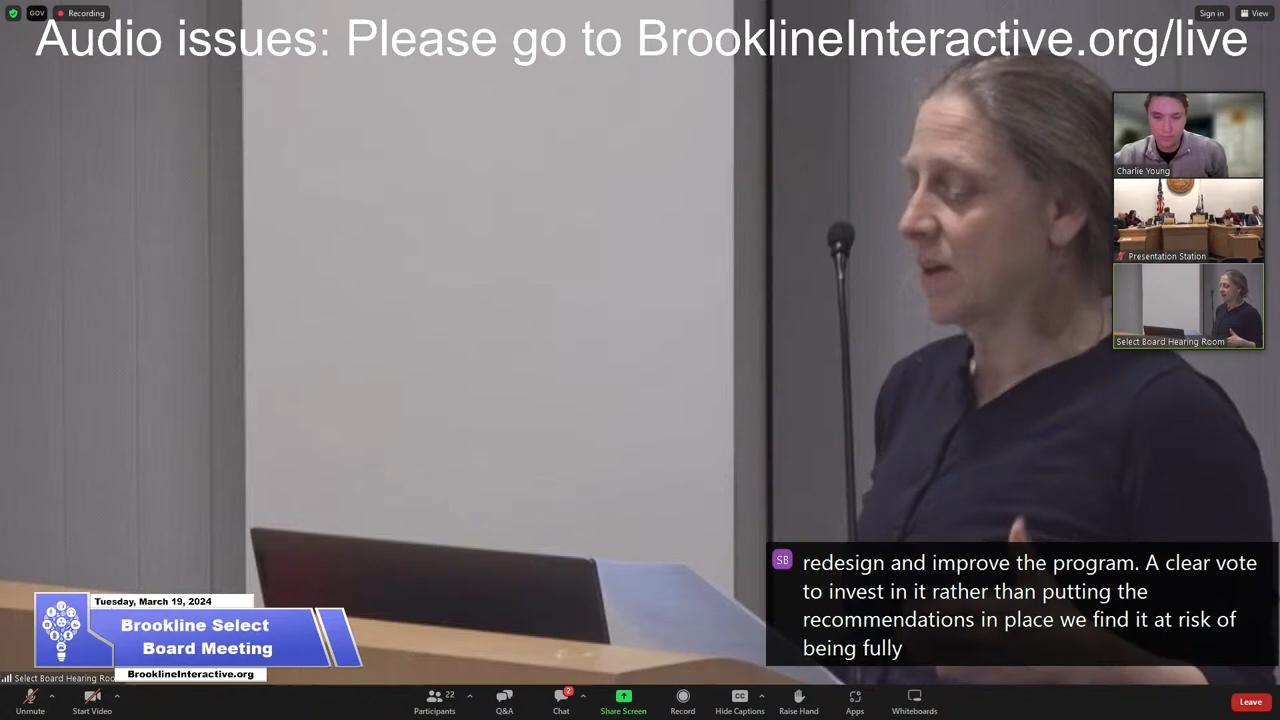 GOV
Recording
Sign in
View
Audio issues: Please go to BrooklineInteractive.org/live
Charlie Young
Presentation Station
Select Board Hearing Room
SB
redesign and improve the program. A clear vote
to invest in it rather than putting the
recommendations in place we find it at risk of
being fully
Tuesday, March 19, 2024
Brookline Select
Board Meeting
BrooklineInteractive.org
Select Board Hearing Roo
Unmute
Start Video
Participants
22
Q&A
Chat
2
Share Screen
Record
CC
Hide Captions
Raise Hand
Apps
Whiteboards
Leave